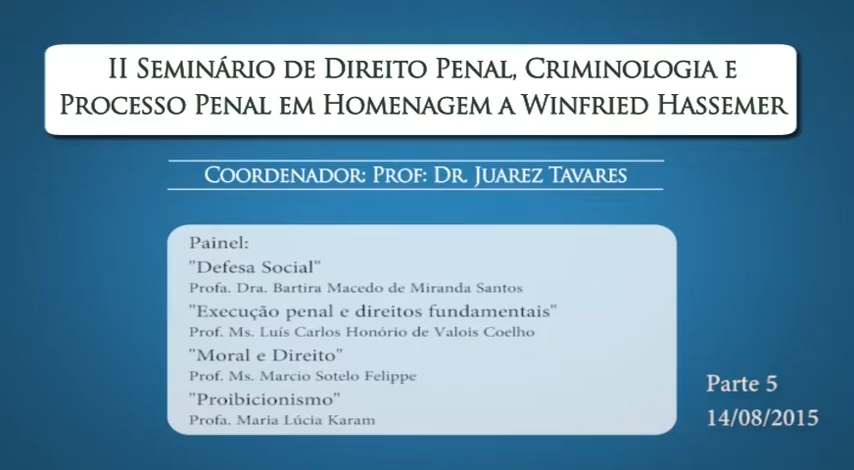 II Seminário de Direito Penal, Criminologia e
Processo Penal em Homenagem a Winfried Hassemer
Coordenador: Prof: Dr. Juarez Tavares
Painel:
"Defesa Social"
Profa. Dra. Bartira Macedo de Miranda Santos
"Execução penal e direitos fundamentais"
Prof. Ms. Luís Carlos Honório de Valois Coelho
"Moral e Direito"
Prof. Ms. Marcio Sotelo Felippe
"Proibicionismo"
Profa. Maria Lúcia Karam
Parte 5
14/08/2015